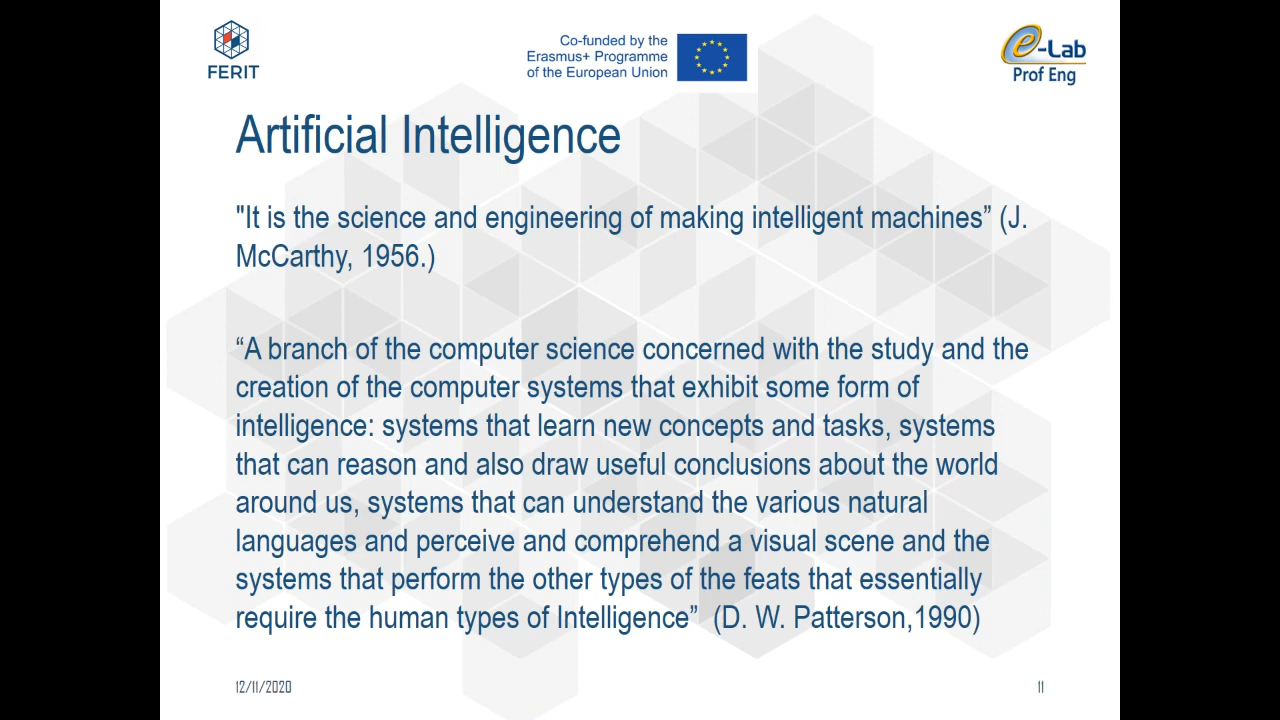 FERIT
Co-funded by the
Erasmus+ Programme
of the European Union
e-Lab
Prof Eng
Artificial Intelligence
"It is the science and engineering of making intelligent machines” (J.
McCarthy, 1956.)
“A branch of the computer science concerned with the study and the
creation of the computer systems that exhibit some form of
intelligence: systems that learn new concepts and tasks, systems
that can reason and also draw useful conclusions about the world
around us, systems that can understand the various natural
languages and perceive and comprehend a visual scene and the
systems that perform the other types of the feats that essentially
require the human types of Intelligence”  (D. W. Patterson,1990)
12/11/2020
11